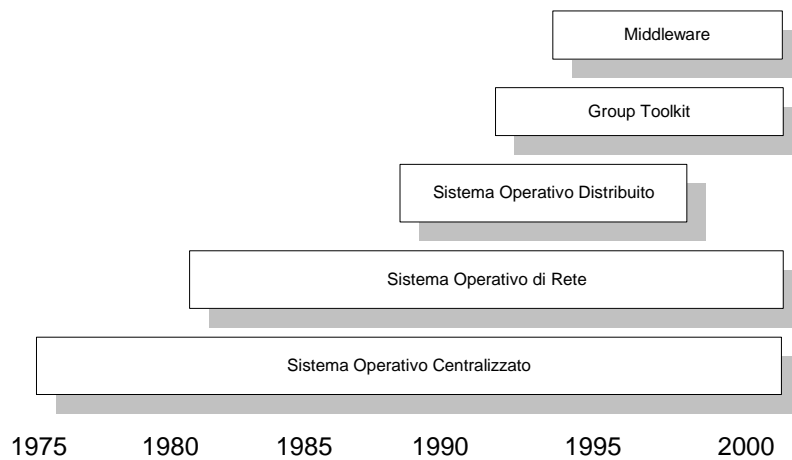 Middleware
Group Toolkit
Sistema Operativo Distribuito
Sistema Operativo di Rete
Sistema Operativo Centralizzato
1975 1980 1985 1990 1995 2000